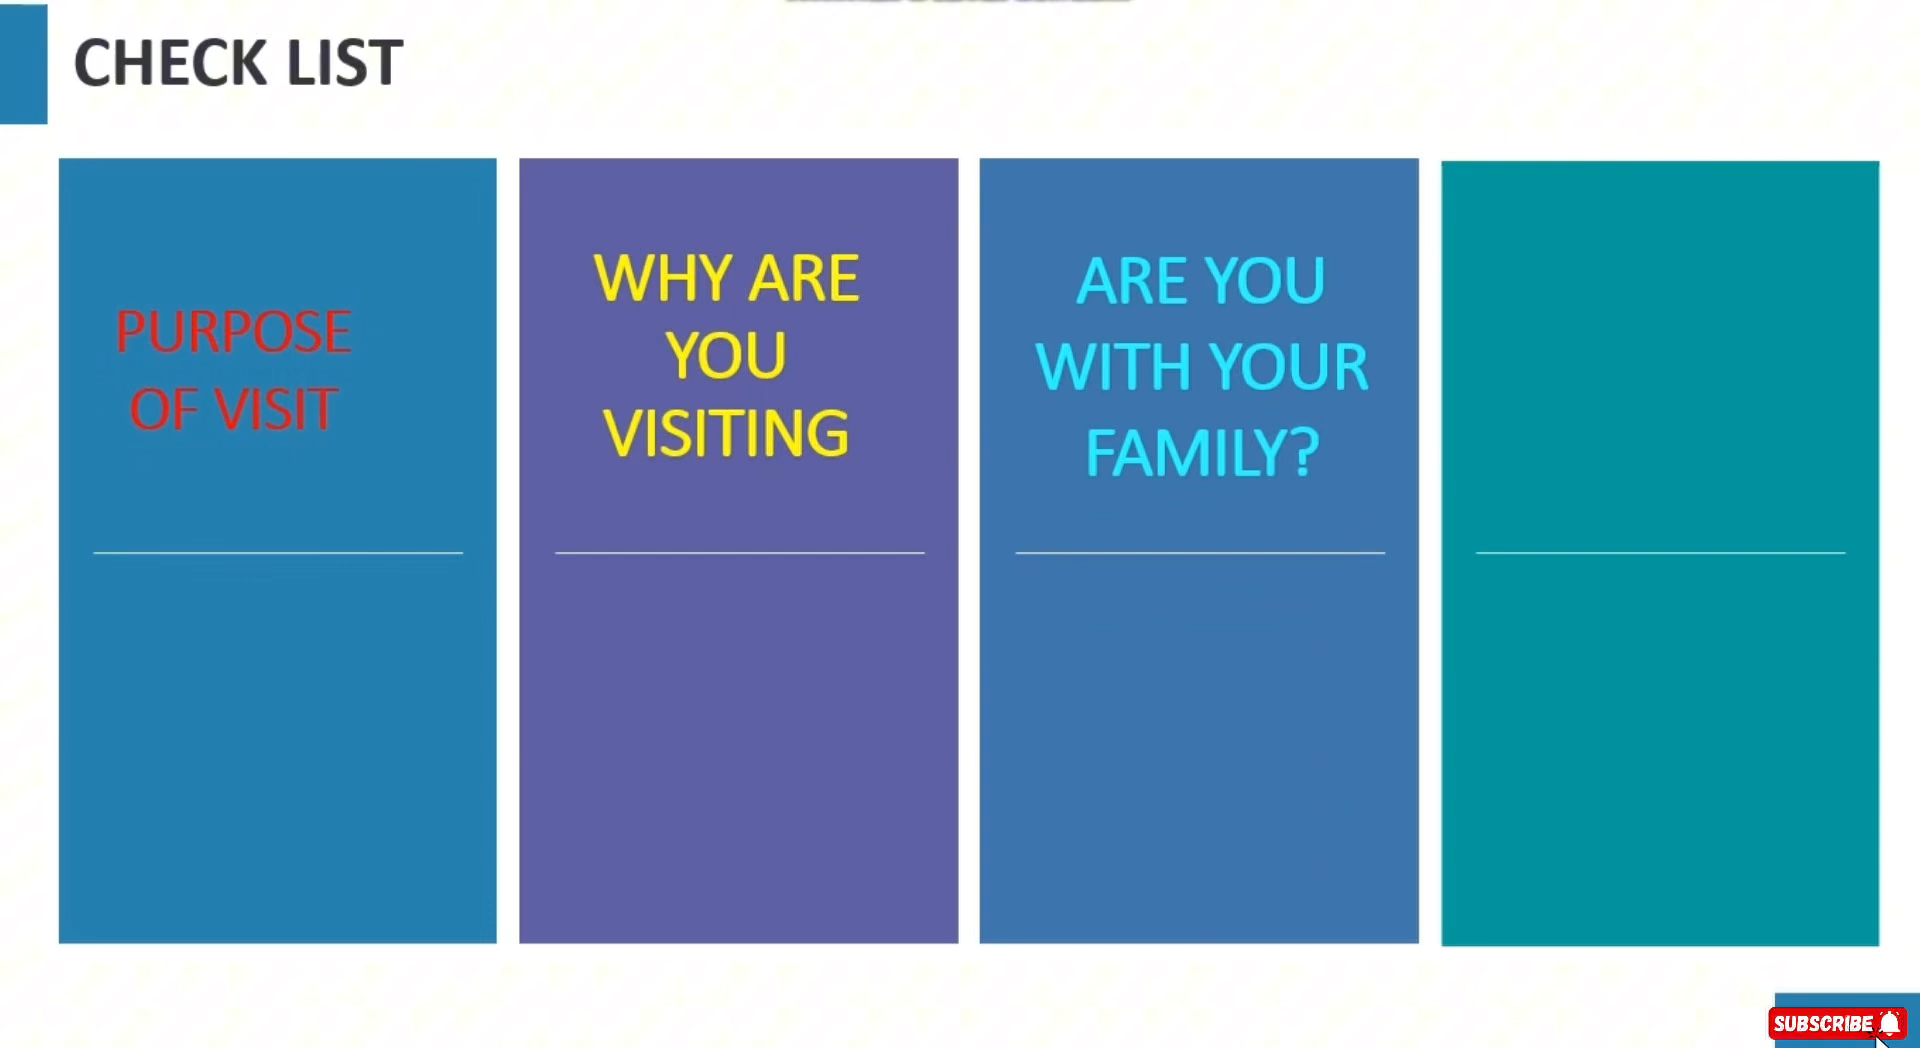 CHECK LIST
PURPOSE
OF VISIT
WHY ARE
YOU
VISITING
ARE YOU
WITH YOUR
FAMILY?
SUBSCRIBE